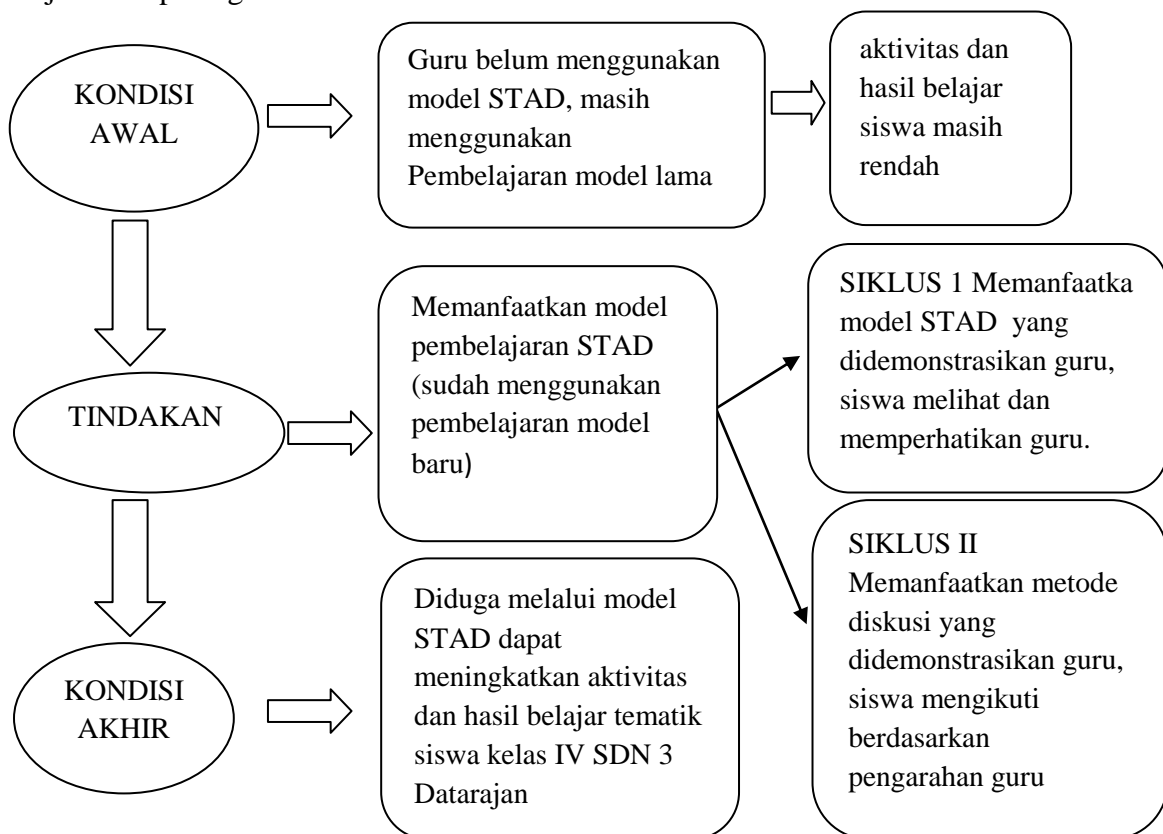 KONDISI
AWAL
Guru belum menggunakan
model STAD, masih
menggunakan
Pembelajaran model lama
aktivitas dan
hasil belajar
siswa masih
rendah
TINDAKAN
Memanfaatkan model
pembelajaran STAD
(sudah menggunakan
pembelajaran model
baru)
SIKLUS 1 Memanfaatka
model STAD yang
didemonstrasikan guru,
siswa melihat dan
memperhatikan guru.
SIKLUS II
Memanfaatkan metode
diskusi yang
didemonstrasikan guru,
siswa mengikuti
berdasarkan
pengarahan guru
KONDISI
AKHIR
Diduga melalui model
STAD dapat
meningkatkan aktivitas
dan hasil belajar tematik
siswa kelas IV SDN 3
Datarajan